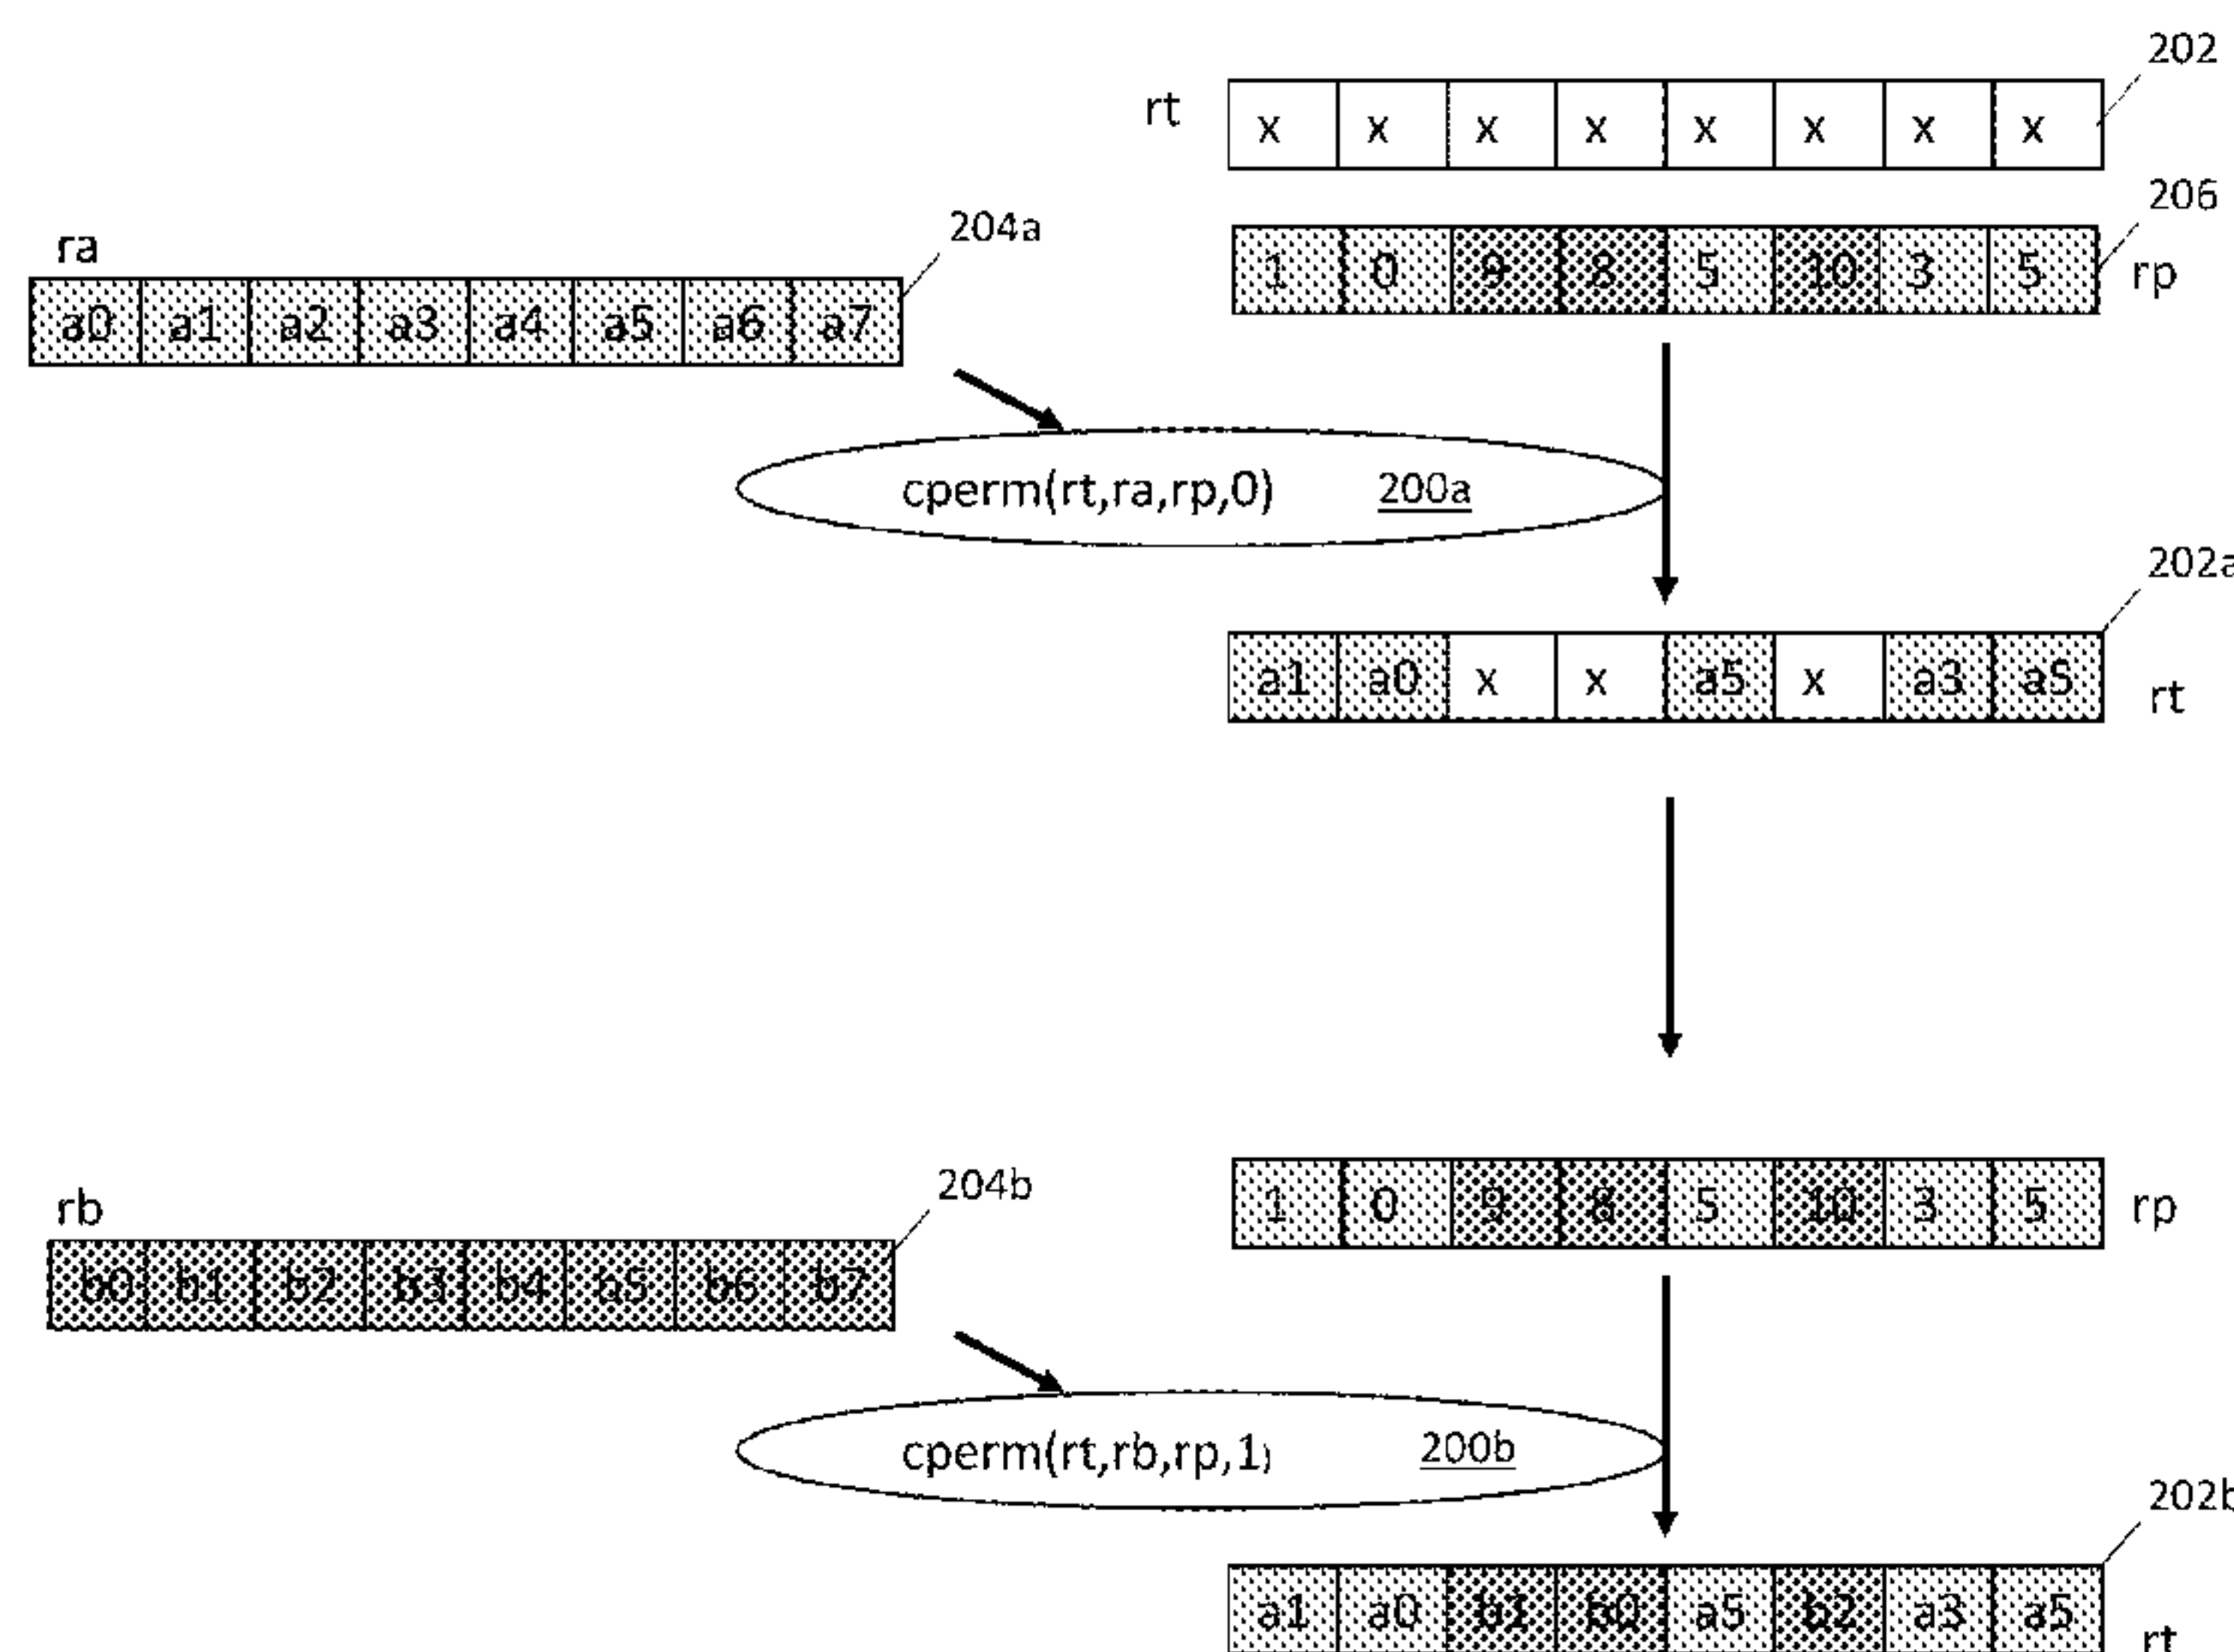 202
rt x x x x x x x x
206
1 0 9 8 5 10 3 5 rp
204a
ra
a0 a1 a2 a3 a4 a5 a6 a7
cperm(rt,ra,rp,0) 200a
202a
a1 a0 x x a5 x a3 a5 rt
204b
rb
1 0 9 8 5 10 3 5 rp
b0 b1 b2 b3 b4 a5 b6 b7
cperm(rt,rb,rp,1) 200b
202b
a1 a0 b1 b0 a5 b2 a3 a5
rt